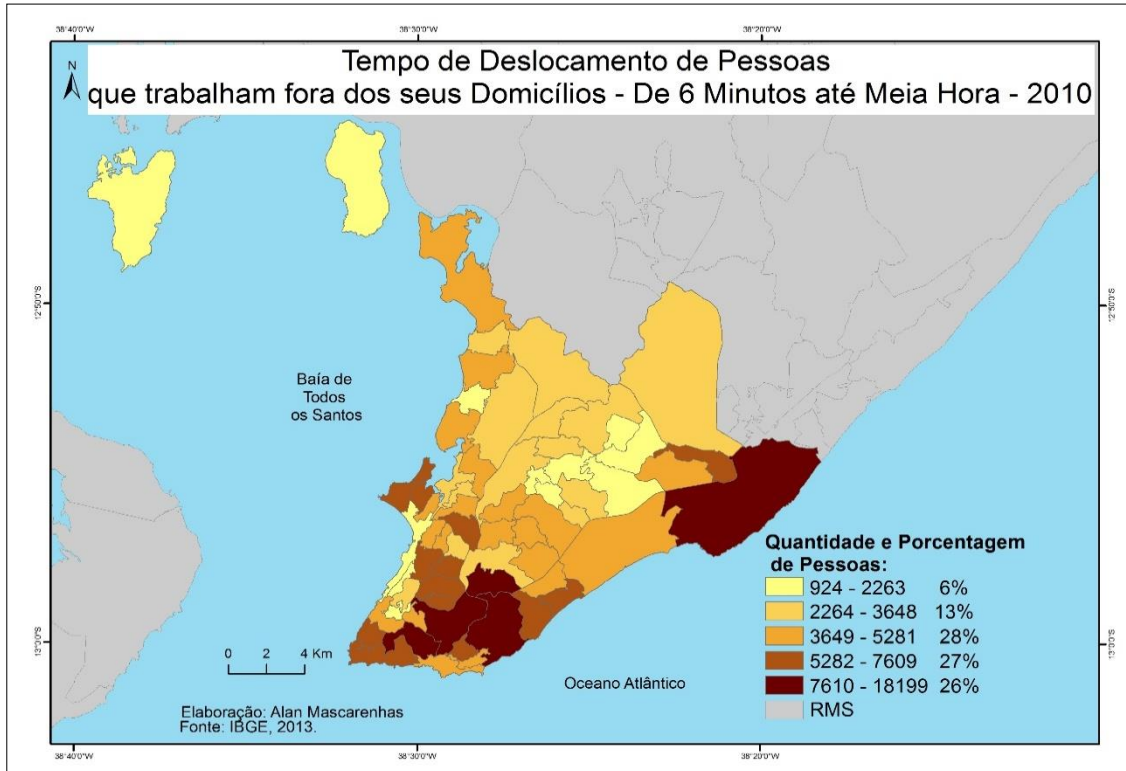 38°40'0"W 38°30'0"W 38°20'0"W
Tempo de Deslocamento de Pessoas
que trabalham fora dos seus Domicílios - De 6 Minutos até Meia Hora - 2010
N
12°50'0"S 12°50'0"S
Baía de
Todos
os Santos
Quantidade e Porcentagem
de Pessoas:
924 - 2263 6%
2264 - 3648 13%
3649 - 5281 28%
5282 - 7609 27%
7610 - 18199 26%
RMS
13°0'0"S 13°0'0"S
0 2 4 Km
Oceano Atlântico
Elaboração: Alan Mascarenhas
Fonte: IBGE, 2013.
38°40'0"W 38°30'0"W 38°20'0"W